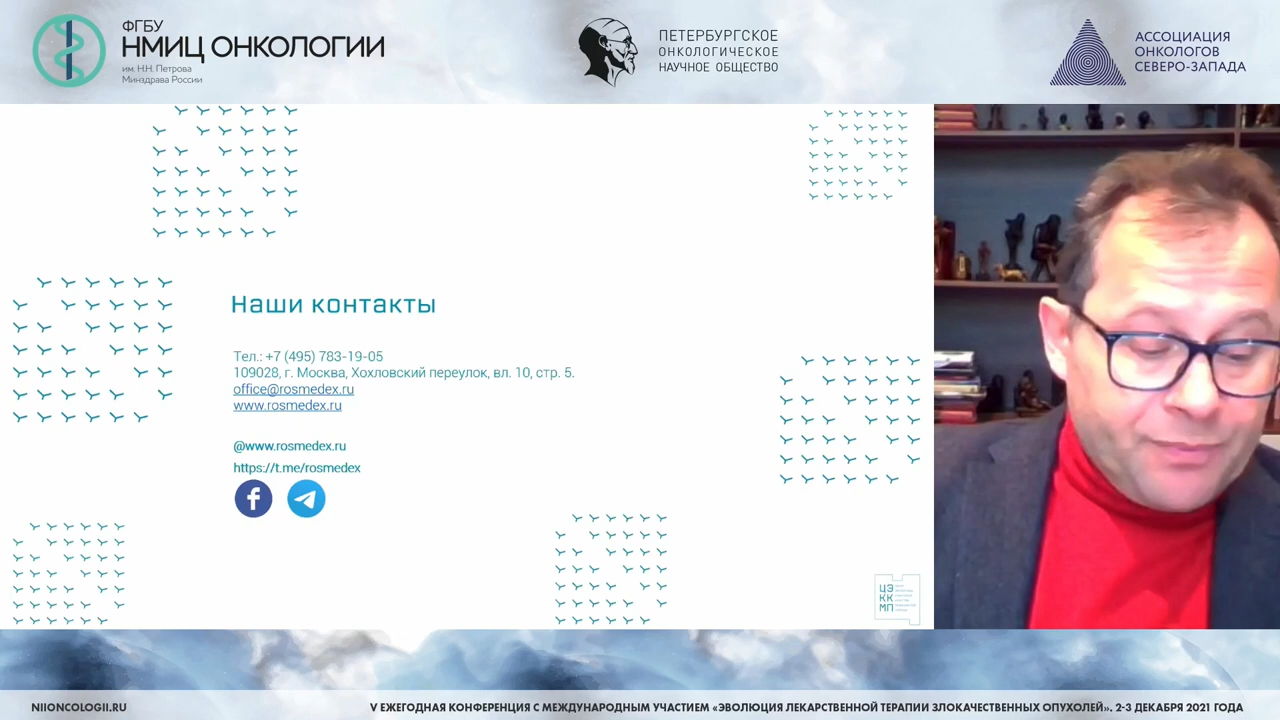 ФГБУ
НМИЦ ОНКОЛОГИИ
им. Н.Н. Петрова
Минздрава России
ПЕТЕРБУРГСКОЕ
ОНКОЛОГИЧЕСКОЕ
НАУЧНОЕ ОБЩЕСТВО
АССОЦИАЦИЯ
ОНКОЛОГОВ
СЕВЕРО-ЗАПАДА
Наши контакты
Тел.: +7 (495) 783-19-05
109028, г. Москва, Хохловский переулок, вл. 10, стр. 5.
office@rosmedex.ru
www.rosmedex.ru
@www.rosmedex.ru
https://t.me/rosmedex
ЦЭ
КК
МП
NIIONCOLOGII.RU
V ЕЖЕГОДНАЯ КОНФЕРЕНЦИЯ С МЕЖДУНАРОДНЫМ УЧАСТИЕМ «ЭВОЛЮЦИЯ ЛЕКАРСТВЕННОЙ ТЕРАПИИ ЗЛОКАЧЕСТВЕННЫХ ОПУХОЛЕЙ». 2-3 ДЕКАБРЯ 2021 ГОДА